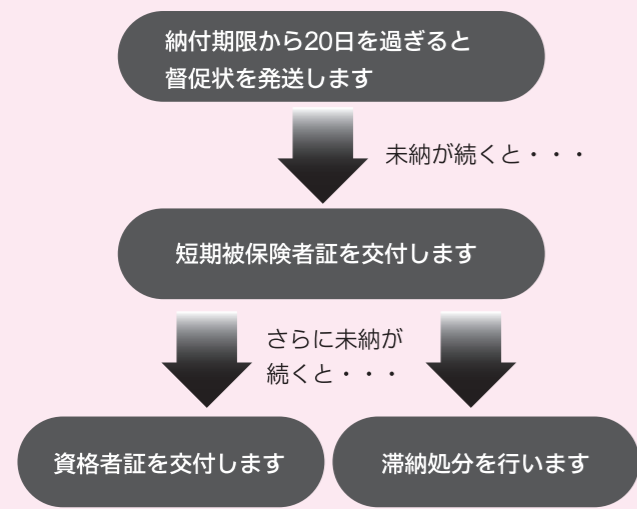 納付期限から20日を過ぎると
督促状を発送します
未納が続くと・・・
短期被保険者証を交付します
さらに未納が
続くと・・・
資格者証を交付します
滞納処分を行います